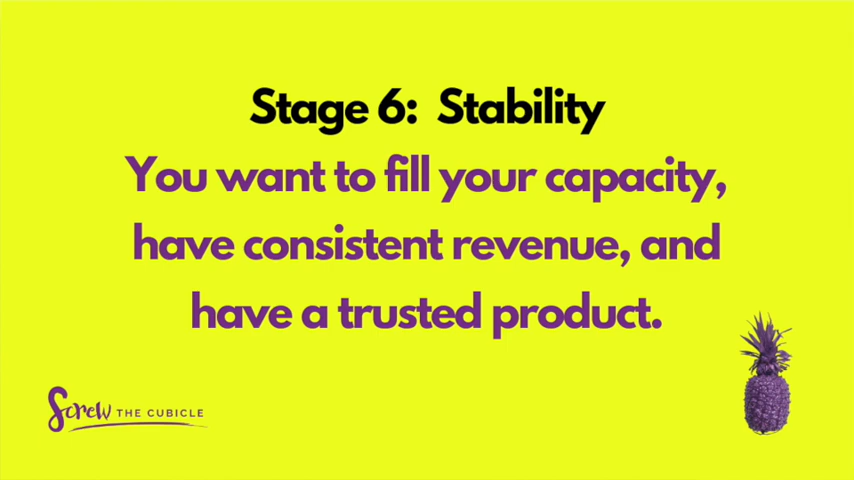 Stage 6: Stability
You want to fill your capacity,
have consistent revenue, and
have a trusted product.
Screw THE CUBICLE